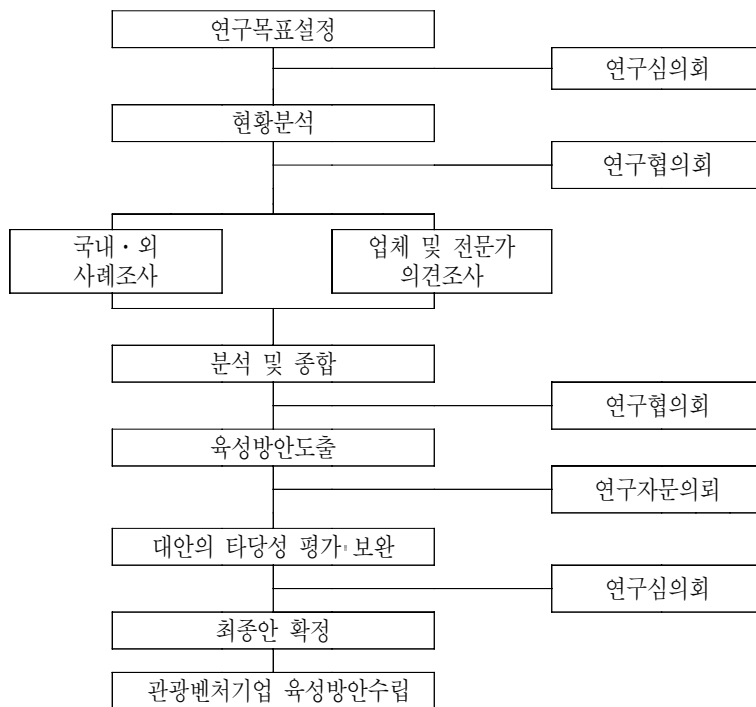 연구목표설정
연구심의회
현황분석
연구협의회
국내·외
사례조사
업체 및 전문가
의견조사
분석 및 종합
연구협의회
육성방안도출
연구자문의뢰
대안의 타당성 평가·보완
연구심의회
최종안 확정
관광벤처기업 육성방안수립